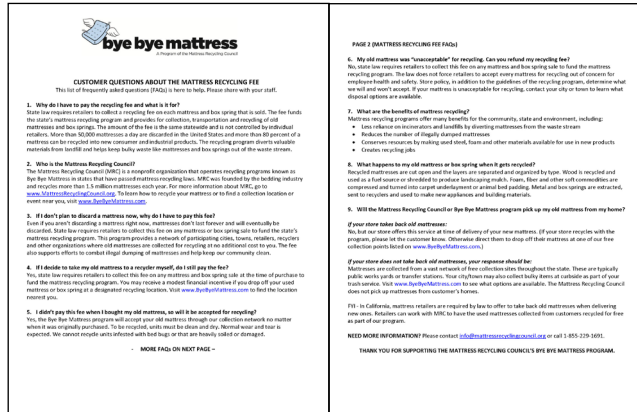 bye bye mattress
A Program of the Mattress Recycling Council
CUSTOMER QUESTIONS ABOUT THE MATTRESS RECYCLING FEE
This list of frequently asked questions (FAQs) is here to help. Please share with your staff.
1. Why do I have to pay the recycling fee and what is it for?
State law requires retailers to collect a recycling fee on each mattress and box spring that is sold. The fee funds
the state's mattress recycling program and provides for collection, transportation and recycling of old
mattresses and box springs. The amount of the fee is the same statewide and is not controlled by individual
retailers. More than 50,000 mattresses a day are discarded in the United States and more than 80 percent of a
mattress can be recycled into new consumer and industrial products. The recycling program diverts valuable
materials from landfill and helps keep bulky waste like mattresses and box springs out of the waste stream.
2. Who is the Mattress Recycling Council?
The Mattress Recycling Council (MRC) is a nonprofit organization that operates recycling programs known as
Bye Bye Mattress in states that have passed mattress recycling laws. MRC was founded by the bedding industry
and recycles more than 1.5 million mattresses each year. For more information about MRC, go to
www.MattressRecyclingCouncil.org. To learn how to recycle your mattress or to find a collection location or
event near you, visit www.ByeByeMattress.com.
3. If I don't plan to discard a mattress now, why do I have to pay this fee?
Even if you aren't discarding a mattress right now, mattresses don't last forever and will eventually be
discarded. State law requires retailers to collect this fee on any mattress and box spring sale to fund the state's
mattress recycling program. This program provides a network of participating cities, towns, retailers, recyclers
and other organizations where old mattresses are collected for recycling at no additional cost to you. The fee
also supports efforts to combat illegal dumping of mattresses and help keep our community clean.
4. If I decide to take my old mattress to a recycler myself, do I still pay the fee?
Yes, state law requires retailers to collect this fee on any mattress and box spring sale at the time of purchase to
fund the mattress recycling program. You may receive a modest financial incentive if you drop off your used
mattress or box spring at a designated recycling location. Visit www.ByeByeMattress.com to find the location
nearest you.
5. I didn't pay this fee when I bought my old mattress, so will it be accepted for recycling?
Yes, the Bye Bye Mattress program will accept your old mattress through our collection network no matter
when it was originally purchased. To be recycled, units must be clean and dry. Normal wear and tear is
expected. We cannot recycle units infested with bed bugs or that are heavily soiled or damaged.
- MORE FAQs ON NEXT PAGE –
PAGE 2 (MATTRESS RECYCLING FEE FAQs)
6. My old mattress was "unacceptable" for recycling. Can you refund my recycling fee?
No, state law requires retailers to collect this fee on any mattress and box spring sale to fund the mattress
recycling program. The law does not force retailers to accept every mattress for recycling out of concern for
employee health and safety. Store policy, in addition to the guidelines of the recycling program, determine what
we will and won't accept. If your mattress is unacceptable for recycling, contact your city or town to learn what
disposal options are available.
7. What are the benefits of mattress recycling?
Mattress recycling programs offer many benefits for the community, state and environment, including:
• Less reliance on incinerators and landfills by diverting mattresses from the waste stream
• Reduces the number of illegally dumped mattresses
• Conserves resources by making used steel, foam and other materials available for use in new products
• Creates recycling jobs
8. What happens to my old mattress or box spring when it gets recycled?
Recycled mattresses are cut open and the layers are separated and organized by type. Wood is recycled and
used as a fuel source or shredded to produce landscaping mulch. Foam, fiber and other soft commodities are
compressed and turned into carpet underlayment or animal bed padding. Metal and box springs are extracted,
sent to recyclers and used to make new appliances and building materials.
9. Will the Mattress Recycling Council or Bye Bye Mattress program pick up my old mattress from my home?
If your store takes back old mattresses:
No, but our store offers this service at time of delivery of your new mattress. (If your store recycles with the
program, please let the customer know. Otherwise direct them to drop off their mattress at one of our free
collection points listed on www.ByeByeMattress.com.)
If your store does not take back old mattresses, your response should be:
Mattresses are collected from a vast network of free collection sites throughout the state. These are typically
public works yards or transfer stations. Your city/town may also collect bulky items at curbside as part of your
trash service. Visit www.ByeByeMattress.com to see what options are available. The Mattress Recycling Council
does not pick up mattresses from customer's homes.
FYI - In California, mattress retailers are required by law to offer to take back old mattresses when delivering
new ones. Retailers can work with MRC to have the used mattresses collected from customers recycled for free
as part of our program.
NEED MORE INFORMATION? Please contact info@mattressrecyclingcouncil.org or call 1-855-229-1691.
THANK YOU FOR SUPPORTING THE MATTRESS RECYCLING COUNCIL'S BYE BYE MATTRESS PROGRAM.